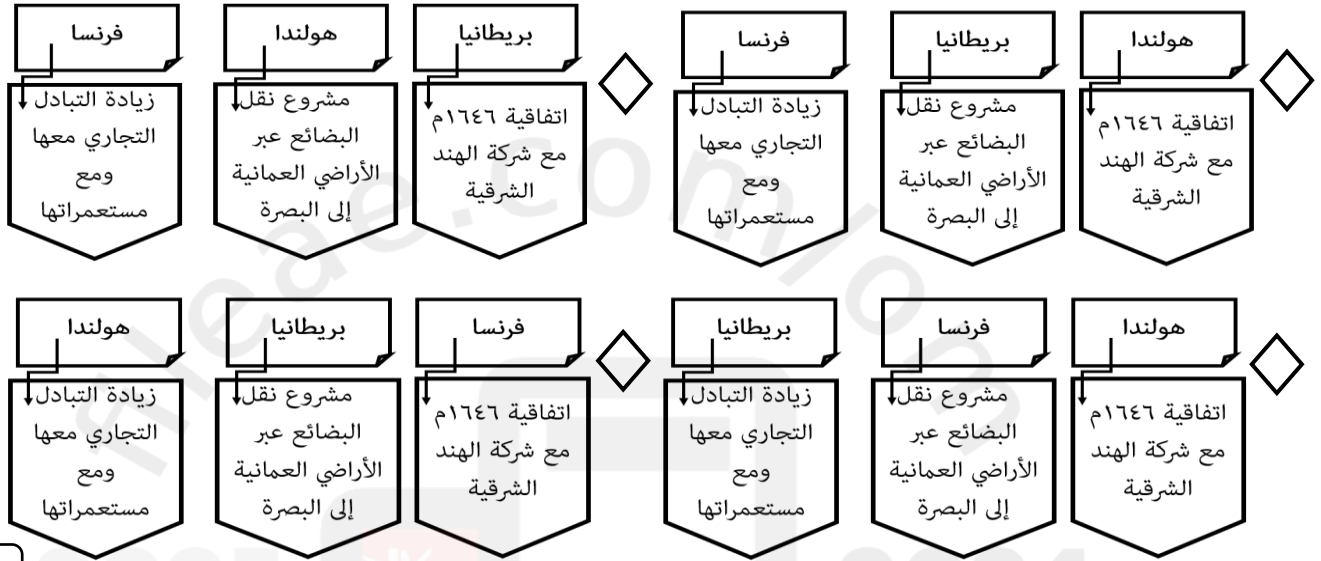 هولندا
اتفاقية ١٦٤٦م
مع شركة الهند
الشرقية
بريطانيا
مشروع نقل
البضائع عبر
الأراضي العمانية
إلى البصرة
فرنسا
زيادة التبادل
التجاري معها
ومع
مستعمراتها
بريطانيا
اتفاقية ١٦٤٦م
مع شركة الهند
الشرقية
هولندا
مشروع نقل
البضائع عبر
الأراضي العمانية
إلى البصرة
فرنسا
زيادة التبادل
التجاري معها
ومع
مستعمراتها
هولندا
اتفاقية ١٦٤٦م
مع شركة الهند
الشرقية
فرنسا
مشروع نقل
البضائع عبر
الأراضي العمانية
إلى البصرة
بريطانيا
زيادة التبادل
التجاري معها
ومع
مستعمراتها
فرنسا
اتفاقية ١٦٤٦م
مع شركة الهند
الشرقية
بريطانيا
مشروع نقل
البضائع عبر
الأراضي العمانية
إلى البصرة
هولندا
زيادة التبادل
التجاري معها
ومع
مستعمراتها